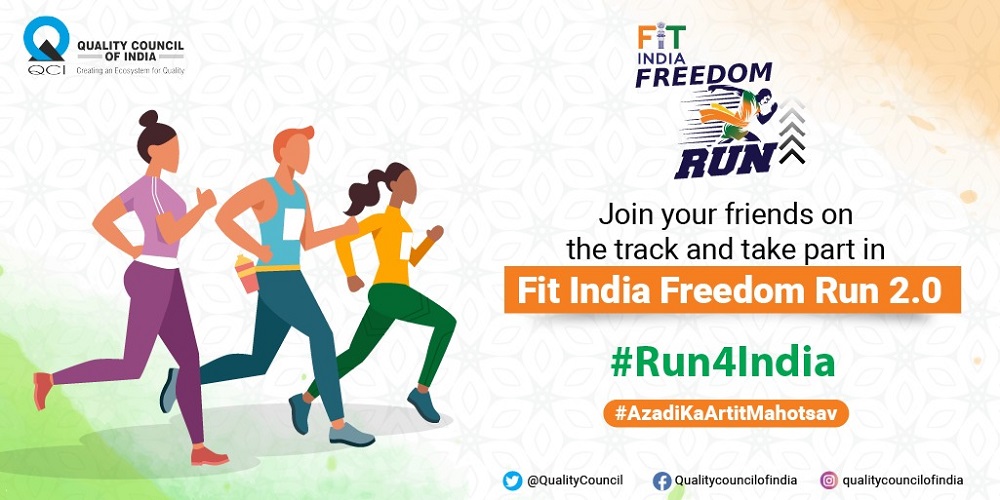 QUALITY COUNCIL
OF INDIA
QCI
Creating an Ecosystem for Quality
FiT
INDIA
FREEDOM
RUN
Join your friends on
the track and take part in
Fit India Freedom Run 2.0
#Run4India
#AzadiKaArtitMahotsav
@QualityCouncil
Qualitycouncilofindia
qualitycouncilofindia